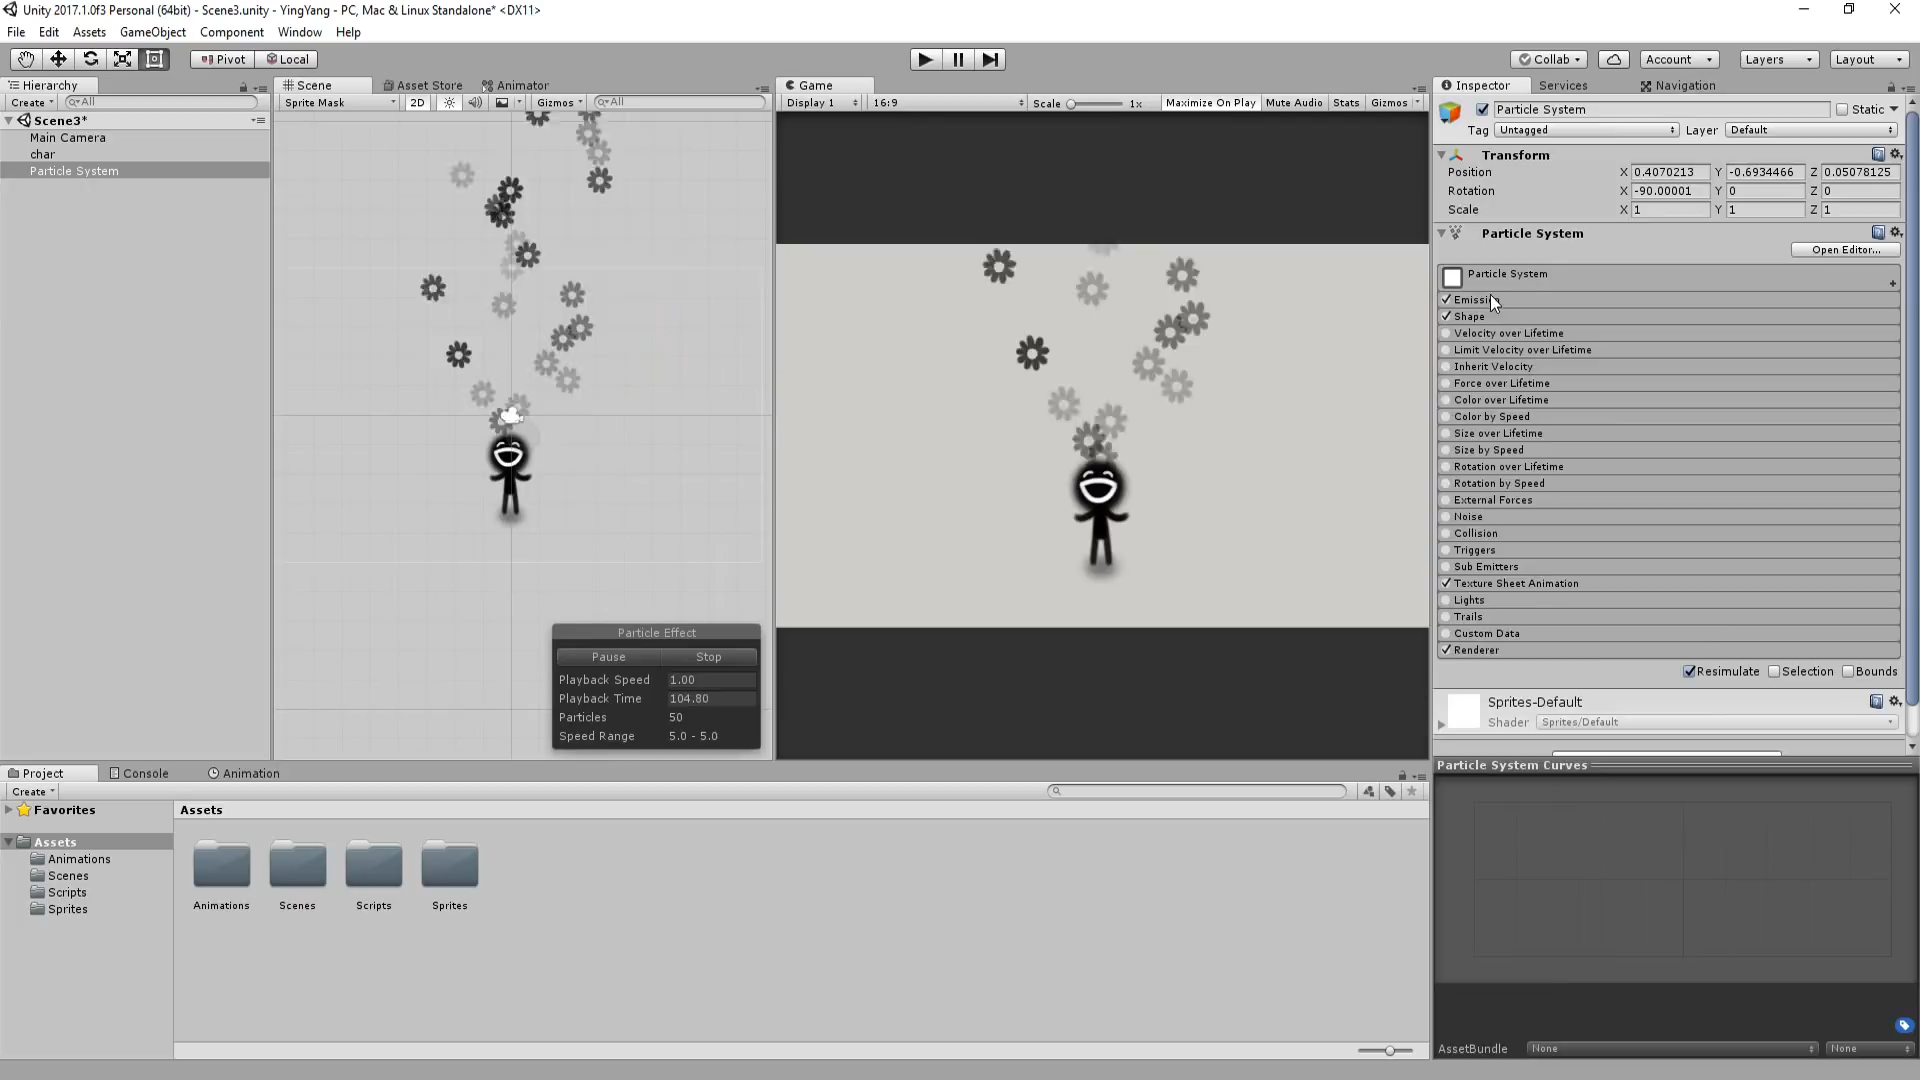 Unity 2017.1.0f3 Personal (64bit) - Scene3.unity - YingYang - PC, Mac & Linux Standalone* <DX11>
File Edit Assets GameObject Component Window Help
Pivot Local Collab Account Layers Layout
Hierarchy
Create All
Scene3*
Main Camera
char
Particle System
Scene Asset Store Animator
Sprite Mask 2D Gizmos All
Particle Effect
Pause Stop
Playback Speed 1.00
Playback Time 104.80
Particles 50
Speed Range 5.0 - 5.0
Game
Display 1 16:9 Scale 1x Maximize On Play Mute Audio Stats Gizmos
Inspector Services Navigation
Particle System Static
Tag Untagged Layer Default
Transform
Position X 0.4070213 Y -0.6934466 Z 0.05078125
Rotation X -90.00001 Y 0 Z 0
Scale X 1 Y 1 Z 1
Particle System
Open Editor...
Particle System
Shape
Velocity over Lifetime
Limit Velocity over Lifetime
Inherit Velocity
Force over Lifetime
Color over Lifetime
Color by Speed
Size over Lifetime
Size by Speed
Rotation over Lifetime
Rotation by Speed
External Forces
Noise
Collision
Triggers
Sub Emitters
Texture Sheet Animation
Lights
Trails
Custom Data
Renderer
Resimulate Selection Bounds
Sprites-Default
Shader Sprites/Default
Particle System Curves
AssetBundle None None
Project Console Animation
Create
Favorites
Assets
Animations
Scenes
Scripts
Sprites
Assets
Animations Scenes Scripts Sprites